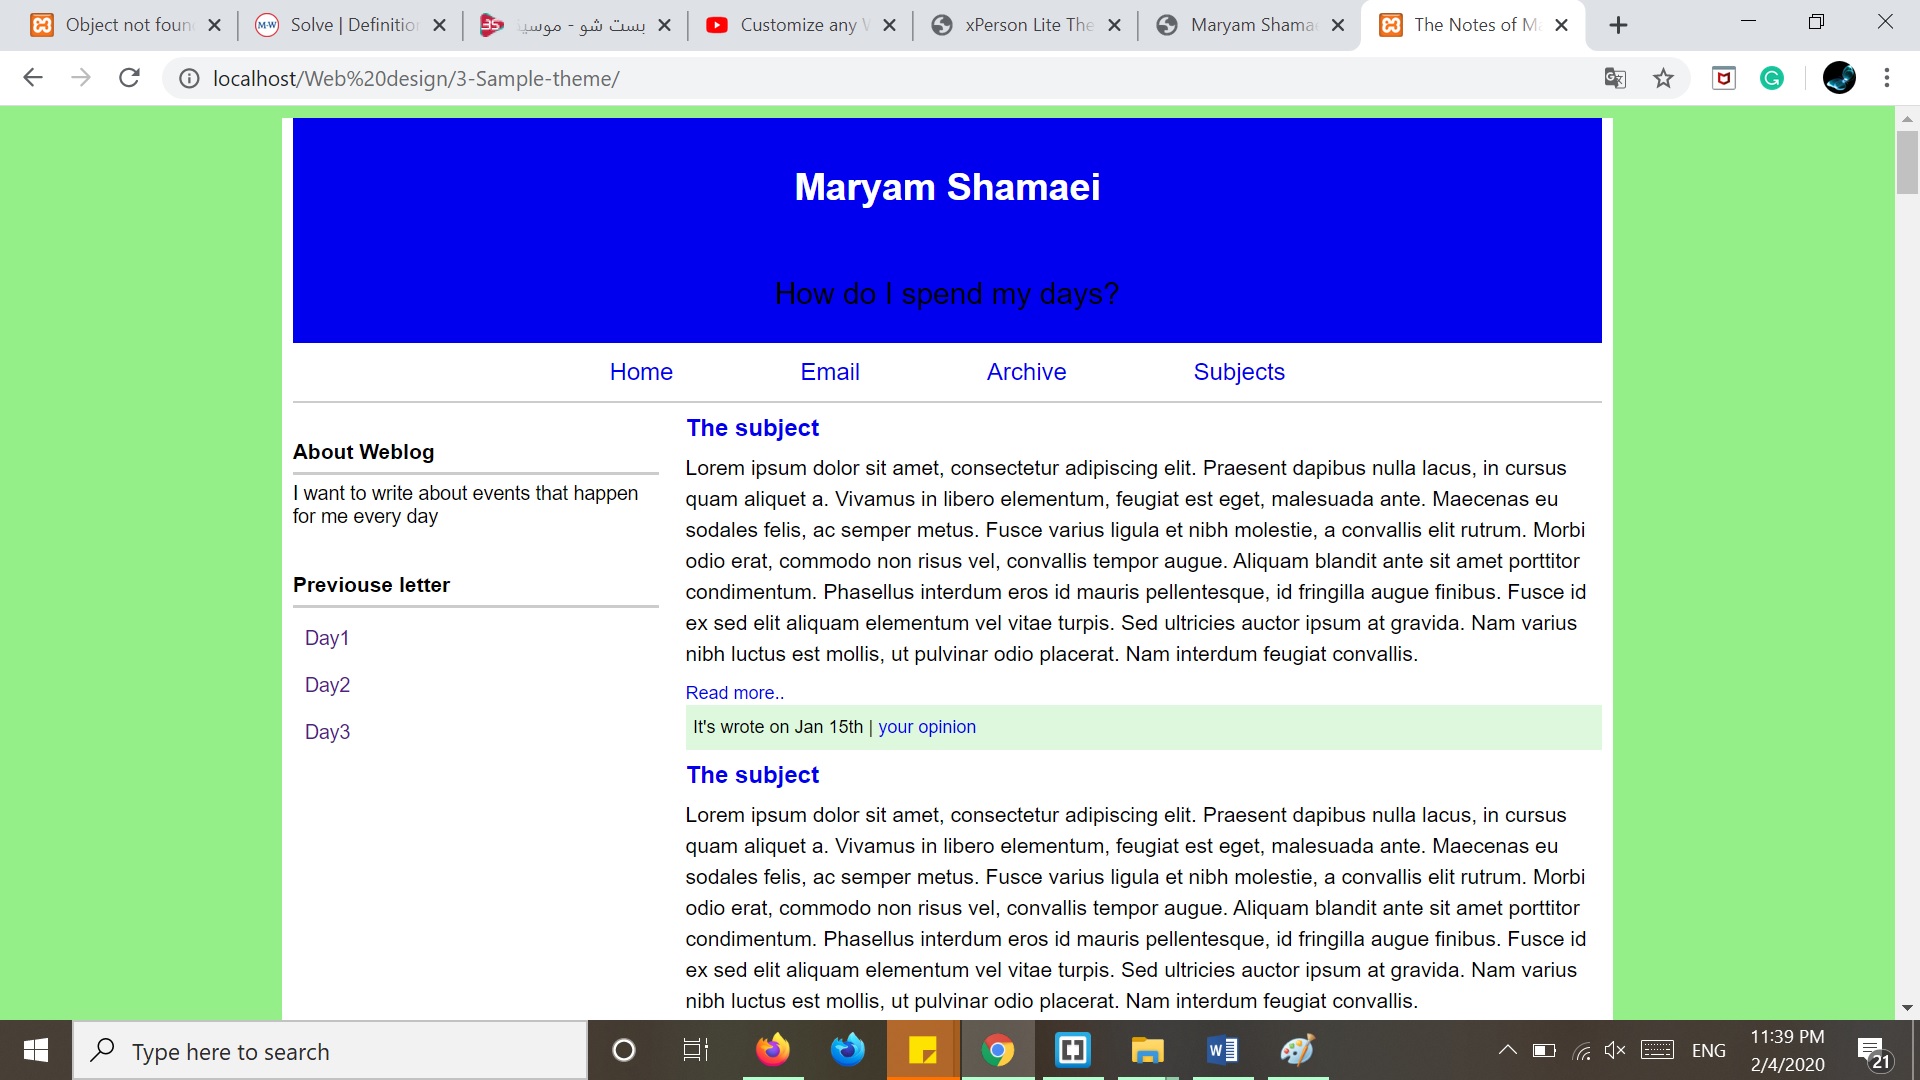 Object not foun
Solve | Definitio
بست شو - موسی
Customize any
xPerson Lite The
Maryam Shamae
The Notes of M
localhost/Web%20design/3-Sample-theme/
Maryam Shamaei
How do I spend my days?
Home Email Archive Subjects
About Weblog
I want to write about events that happen
for me every day
Previouse letter
Day1
Day2
Day3
The subject
Lorem ipsum dolor sit amet, consectetur adipiscing elit. Praesent dapibus nulla lacus, in cursus
quam aliquet a. Vivamus in libero elementum, feugiat est eget, malesuada ante. Maecenas eu
sodales felis, ac semper metus. Fusce varius ligula et nibh molestie, a convallis elit rutrum. Morbi
odio erat, commodo non risus vel, convallis tempor augue. Aliquam blandit ante sit amet porttitor
condimentum. Phasellus interdum eros id mauris pellentesque, id fringilla augue finibus. Fusce id
ex sed elit aliquam elementum vel vitae turpis. Sed ultricies auctor ipsum at gravida. Nam varius
nibh luctus est mollis, ut pulvinar odio placerat. Nam interdum feugiat convallis.
Read more..
It's wrote on Jan 15th | your opinion
The subject
Lorem ipsum dolor sit amet, consectetur adipiscing elit. Praesent dapibus nulla lacus, in cursus
quam aliquet a. Vivamus in libero elementum, feugiat est eget, malesuada ante. Maecenas eu
sodales felis, ac semper metus. Fusce varius ligula et nibh molestie, a convallis elit rutrum. Morbi
odio erat, commodo non risus vel, convallis tempor augue. Aliquam blandit ante sit amet porttitor
condimentum. Phasellus interdum eros id mauris pellentesque, id fringilla augue finibus. Fusce id
ex sed elit aliquam elementum vel vitae turpis. Sed ultricies auctor ipsum at gravida. Nam varius
nibh luctus est mollis, ut pulvinar odio placerat. Nam interdum feugiat convallis.
Type here to search
ENG
11:39 PM
2/4/2020
21